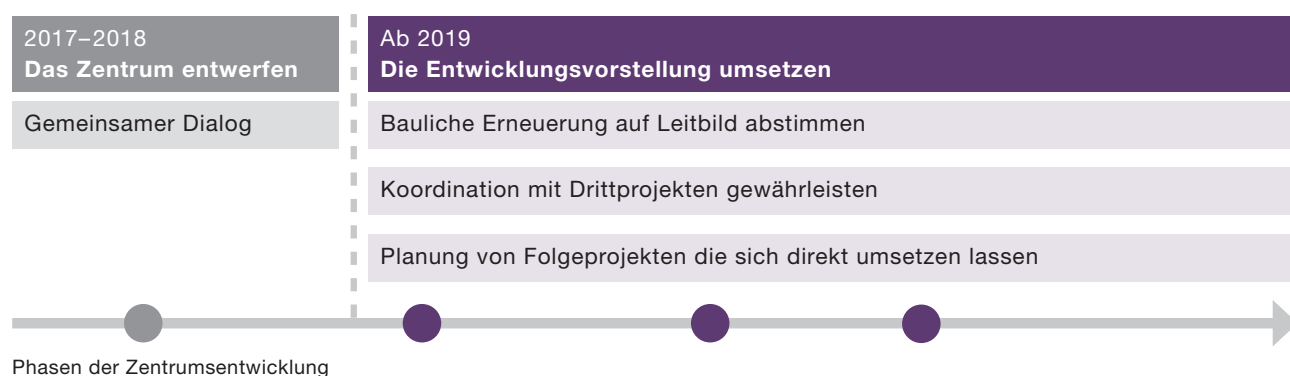 2017–2018
Das Zentrum entwerfen
Gemeinsamer Dialog
Ab 2019
Die Entwicklungsvorstellung umsetzen
Bauliche Erneuerung auf Leitbild abstimmen
Koordination mit Drittprojekten gewährleisten
Planung von Folgeprojekten die sich direkt umsetzen lassen
Phasen der Zentrumsentwicklung